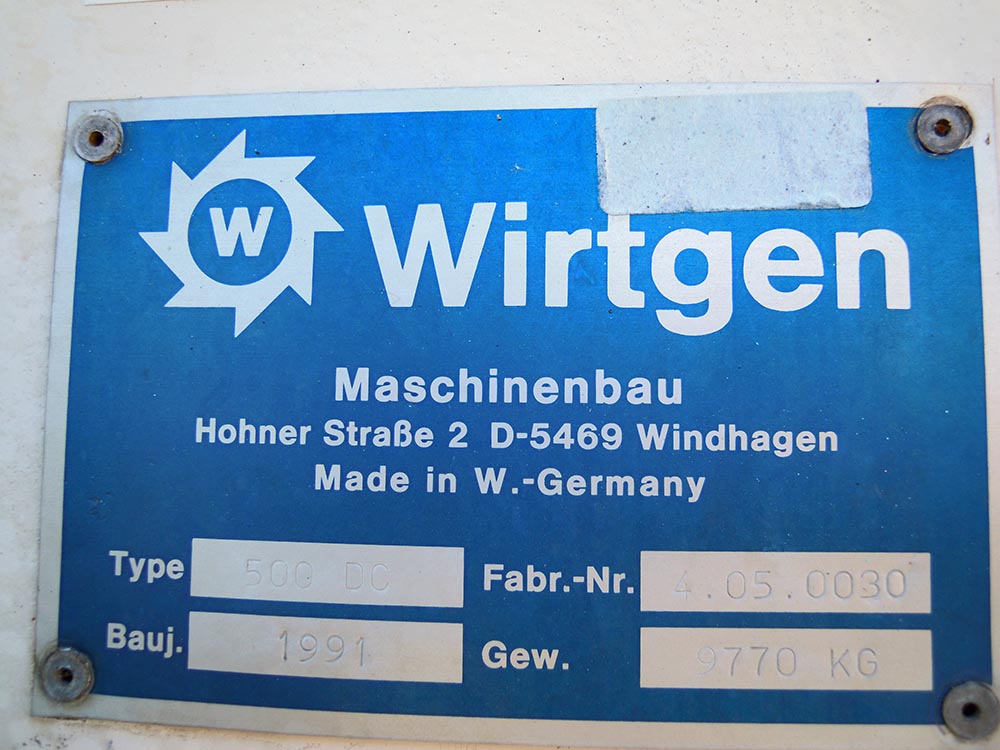 W Wirtgen
Maschinenbau
Hohner Straße 2 D-5469 Windhagen
Made in W.-Germany
Type 500 DC Fabr.-Nr. 4.05.0030
Bauj. 1991 Gew. 9770 KG